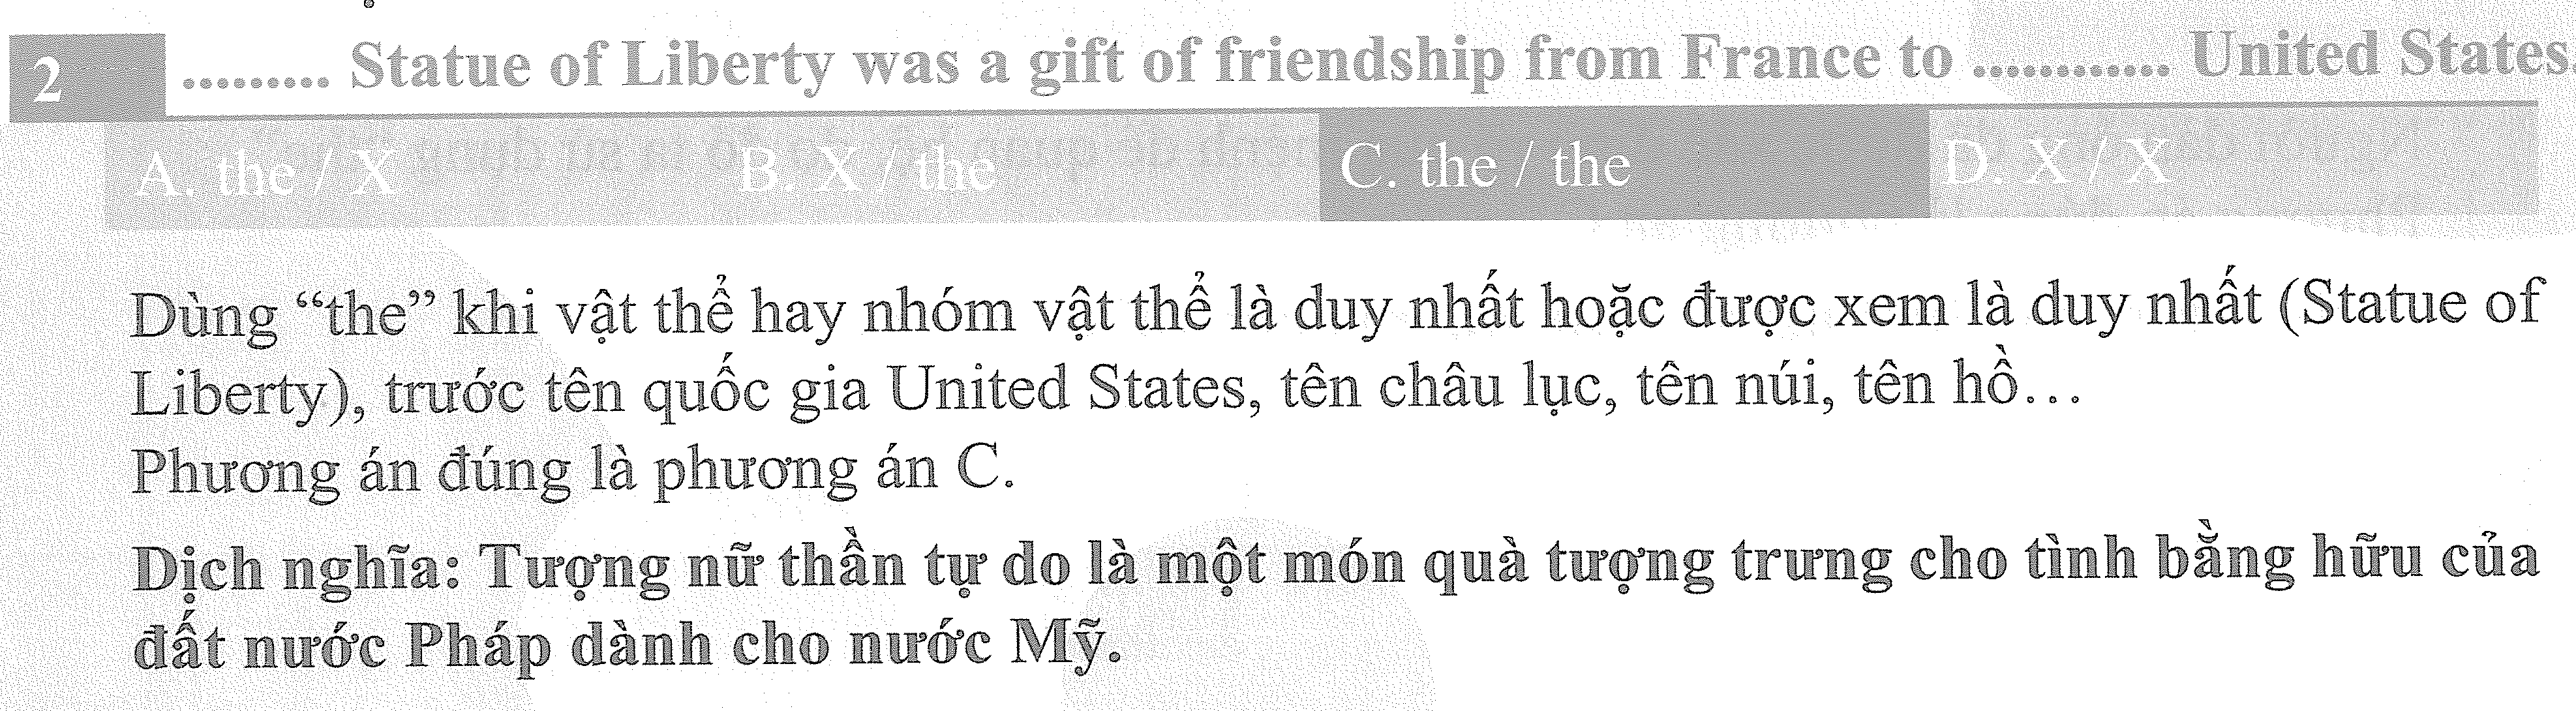 2 ......... Statue of Liberty was a gift of friendship from France to ............ United States.
A. the / X B. X / the C. the / the D. X / X
Dùng “the” khi vật thể hay nhóm vật thể là duy nhất hoặc được xem là duy nhất (Statue of
Liberty), trước tên quốc gia United States, tên châu lục, tên núi, tên hồ…
Phương án đúng là phương án C.
Dịch nghĩa: Tượng nữ thần tự do là một món quà tượng trưng cho tình bằng hữu của
đất nước Pháp dành cho nước Mỹ.